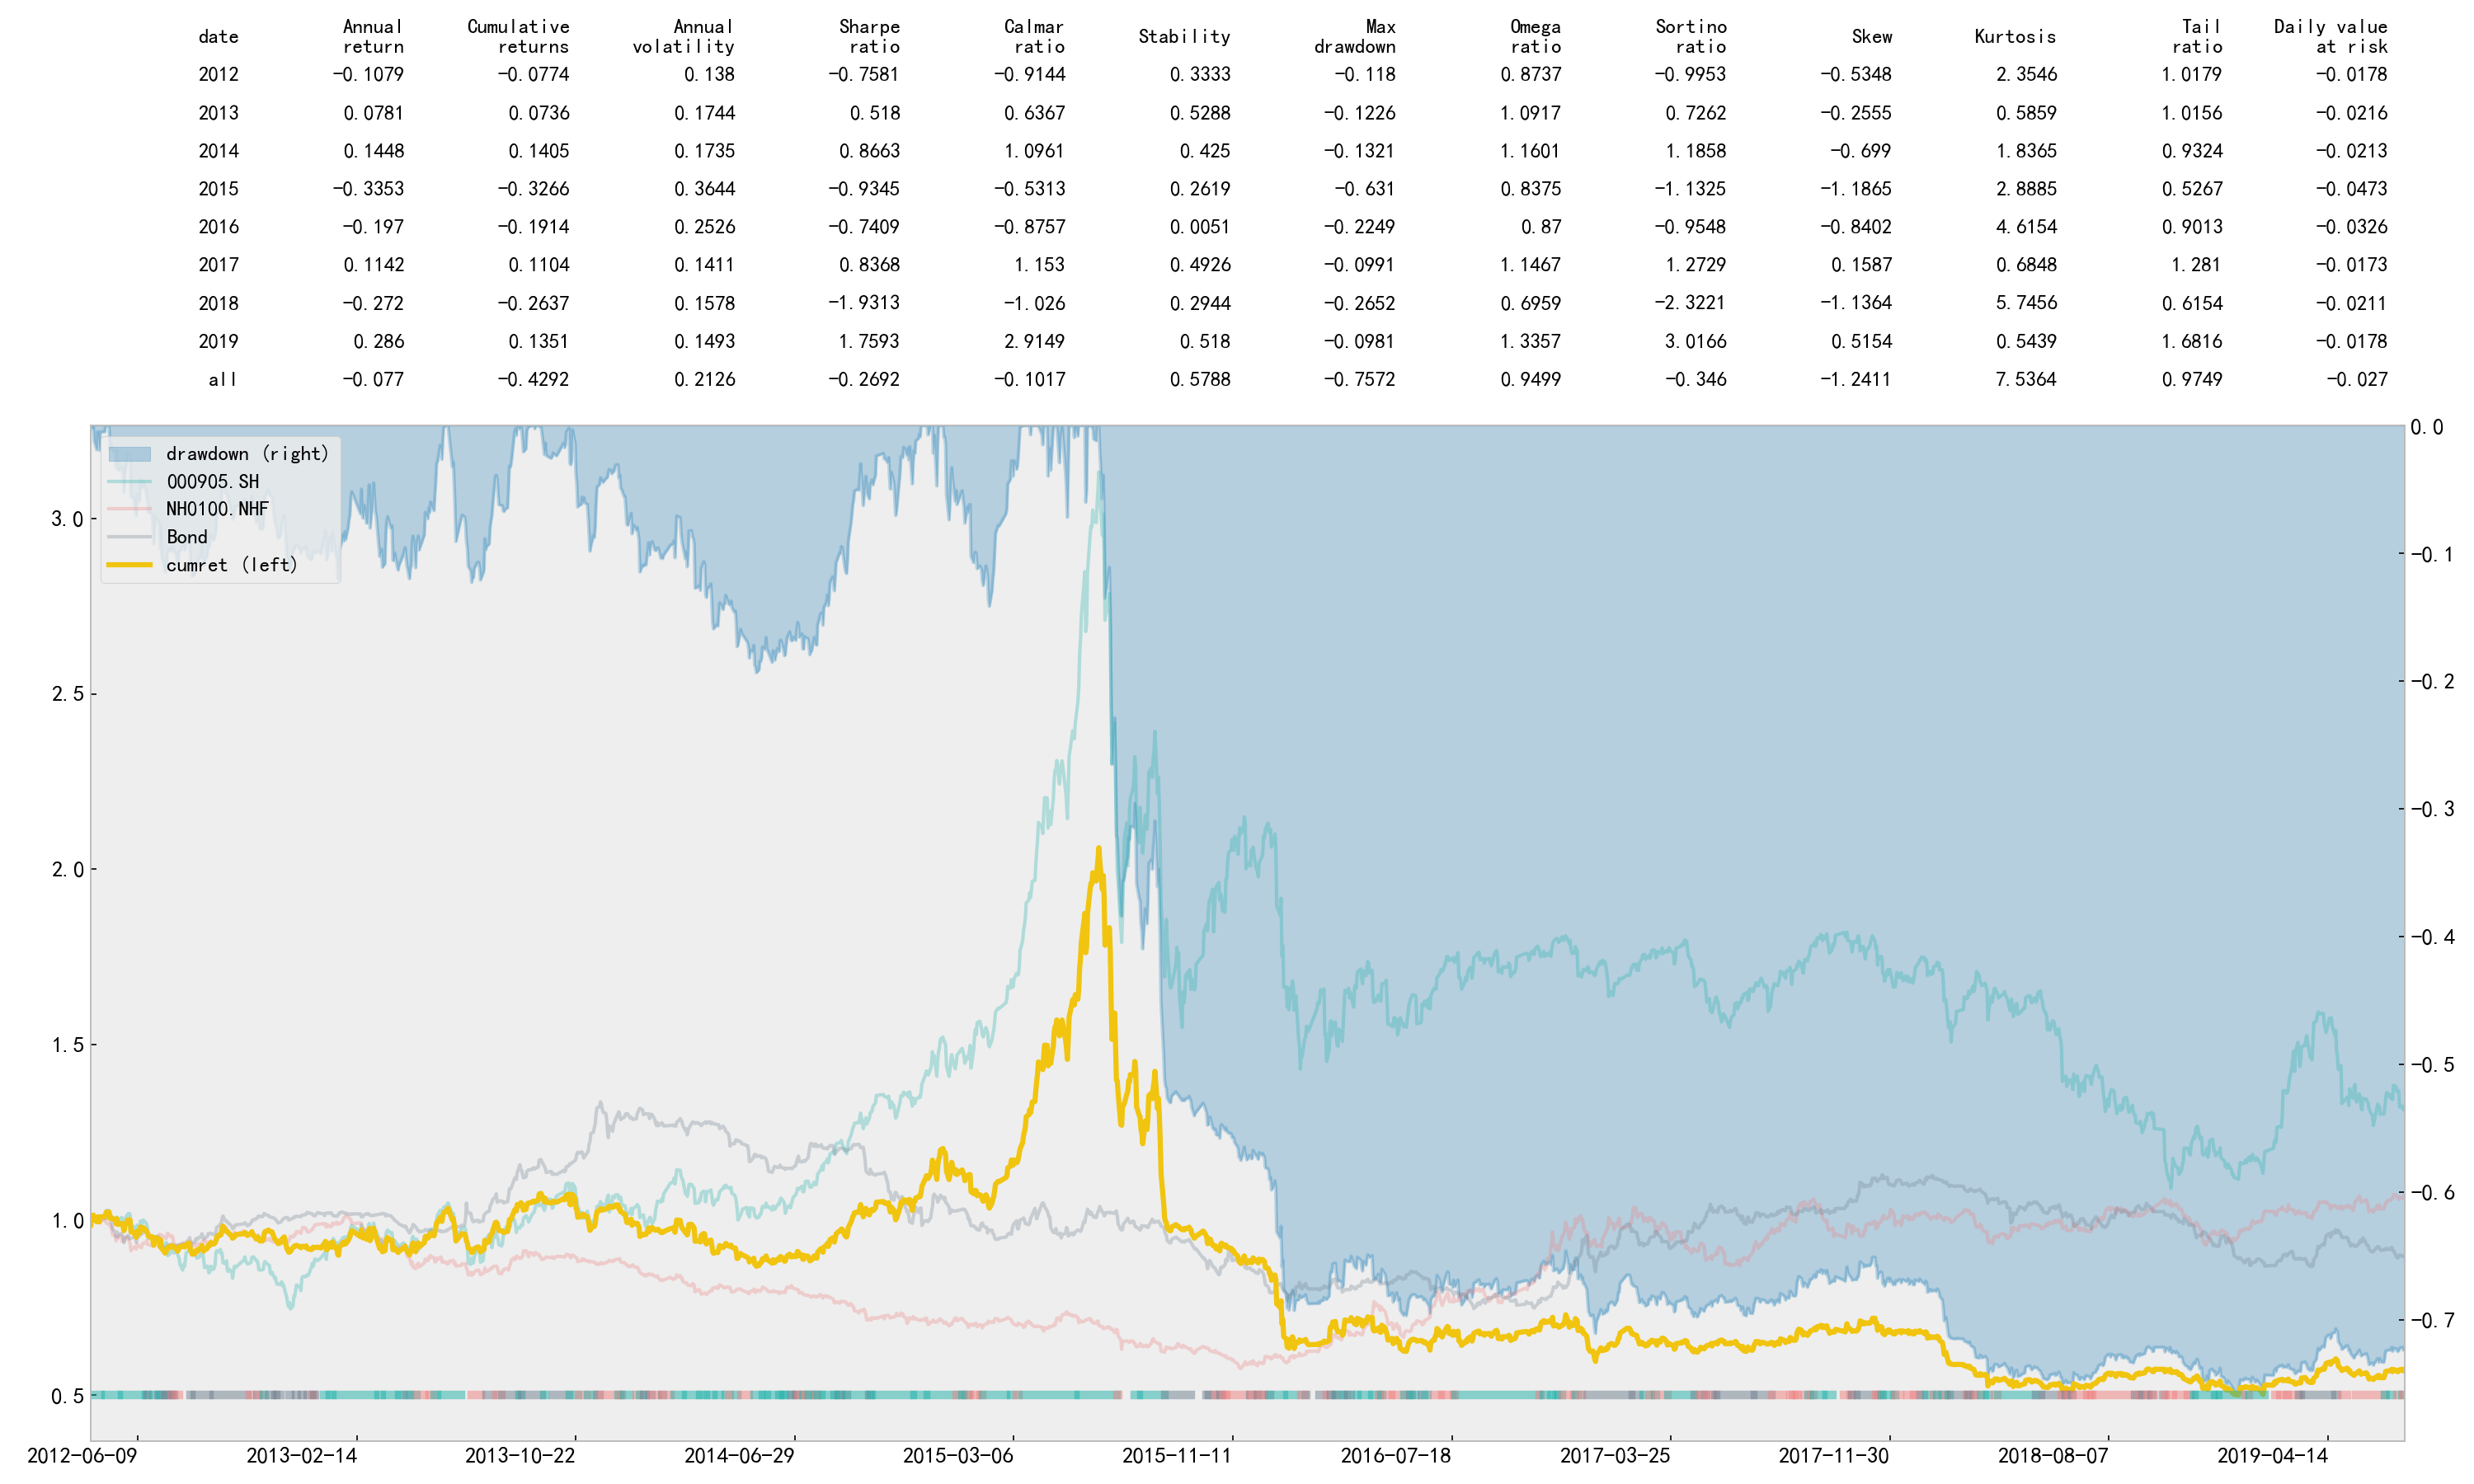 date Annual return Cumulative returns Annual volatility Sharpe ratio Calmar ratio Stability Max drawdown Omega ratio Sortino ratio Skew Kurtosis Tail ratio Daily value at risk
2012 -0.1079 -0.0774 0.138 -0.7581 -0.9144 0.3333 -0.118 0.8737 -0.9953 -0.5348 2.3546 1.0179 -0.0178
2013 0.0781 0.0736 0.1744 0.518 0.6367 0.5288 -0.1226 1.0917 0.7262 -0.2555 0.5859 1.0156 -0.0216
2014 0.1448 0.1405 0.1735 0.8663 1.0961 0.425 -0.1321 1.1601 1.1858 -0.699 1.8365 0.9324 -0.0213
2015 -0.3353 -0.3266 0.3644 -0.9345 -0.5313 0.2619 -0.631 0.8375 -1.1325 -1.1865 2.8885 0.5267 -0.0473
2016 -0.197 -0.1914 0.2526 -0.7409 -0.8757 0.0051 -0.2249 0.87 -0.9548 -0.8402 4.6154 0.9013 -0.0326
2017 0.1142 0.1104 0.1411 0.8368 1.153 0.4926 -0.0991 1.1467 1.2729 0.1587 0.6848 1.281 -0.0173
2018 -0.272 -0.2637 0.1578 -1.9313 -1.026 0.2944 -0.2652 0.6959 -2.3221 -1.1364 5.7456 0.6154 -0.0211
2019 0.286 0.1351 0.1493 1.7593 2.9149 0.518 -0.0981 1.3357 3.0166 0.5154 0.5439 1.6816 -0.0178
all -0.077 -0.4292 0.2126 -0.2692 -0.1017 0.5788 -0.7572 0.9499 -0.346 -1.2411 7.5364 0.9749 -0.027
drawdown (right)
000905.SH
NH0100.NHF
Bond
cumret (left)
3.0
2.5
2.0
1.5
1.0
0.5
0.0
-0.1
-0.2
-0.3
-0.4
-0.5
-0.6
-0.7
2012-06-09 2013-02-14 2013-10-22 2014-06-29 2015-03-06 2015-11-11 2016-07-18 2017-03-25 2017-11-30 2018-08-07 2019-04-14